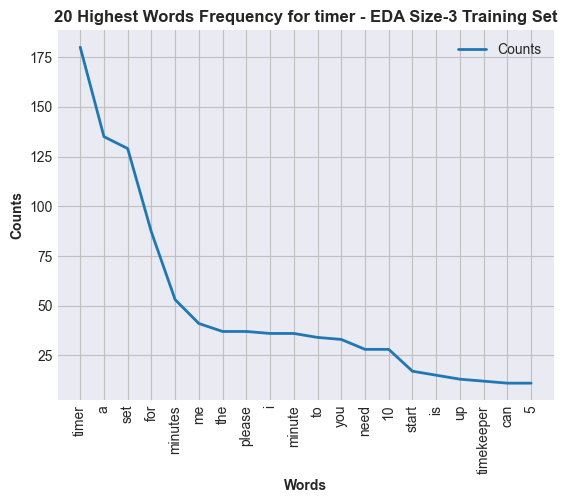 20 Highest Words Frequency for timer - EDA Size-3 Training Set
Counts
Counts
175
150
125
100
75
50
25
timer
a
set
for
minutes
me
the
please
i
minute
to
you
need
10
start
is
up
timekeeper
can
5
Words